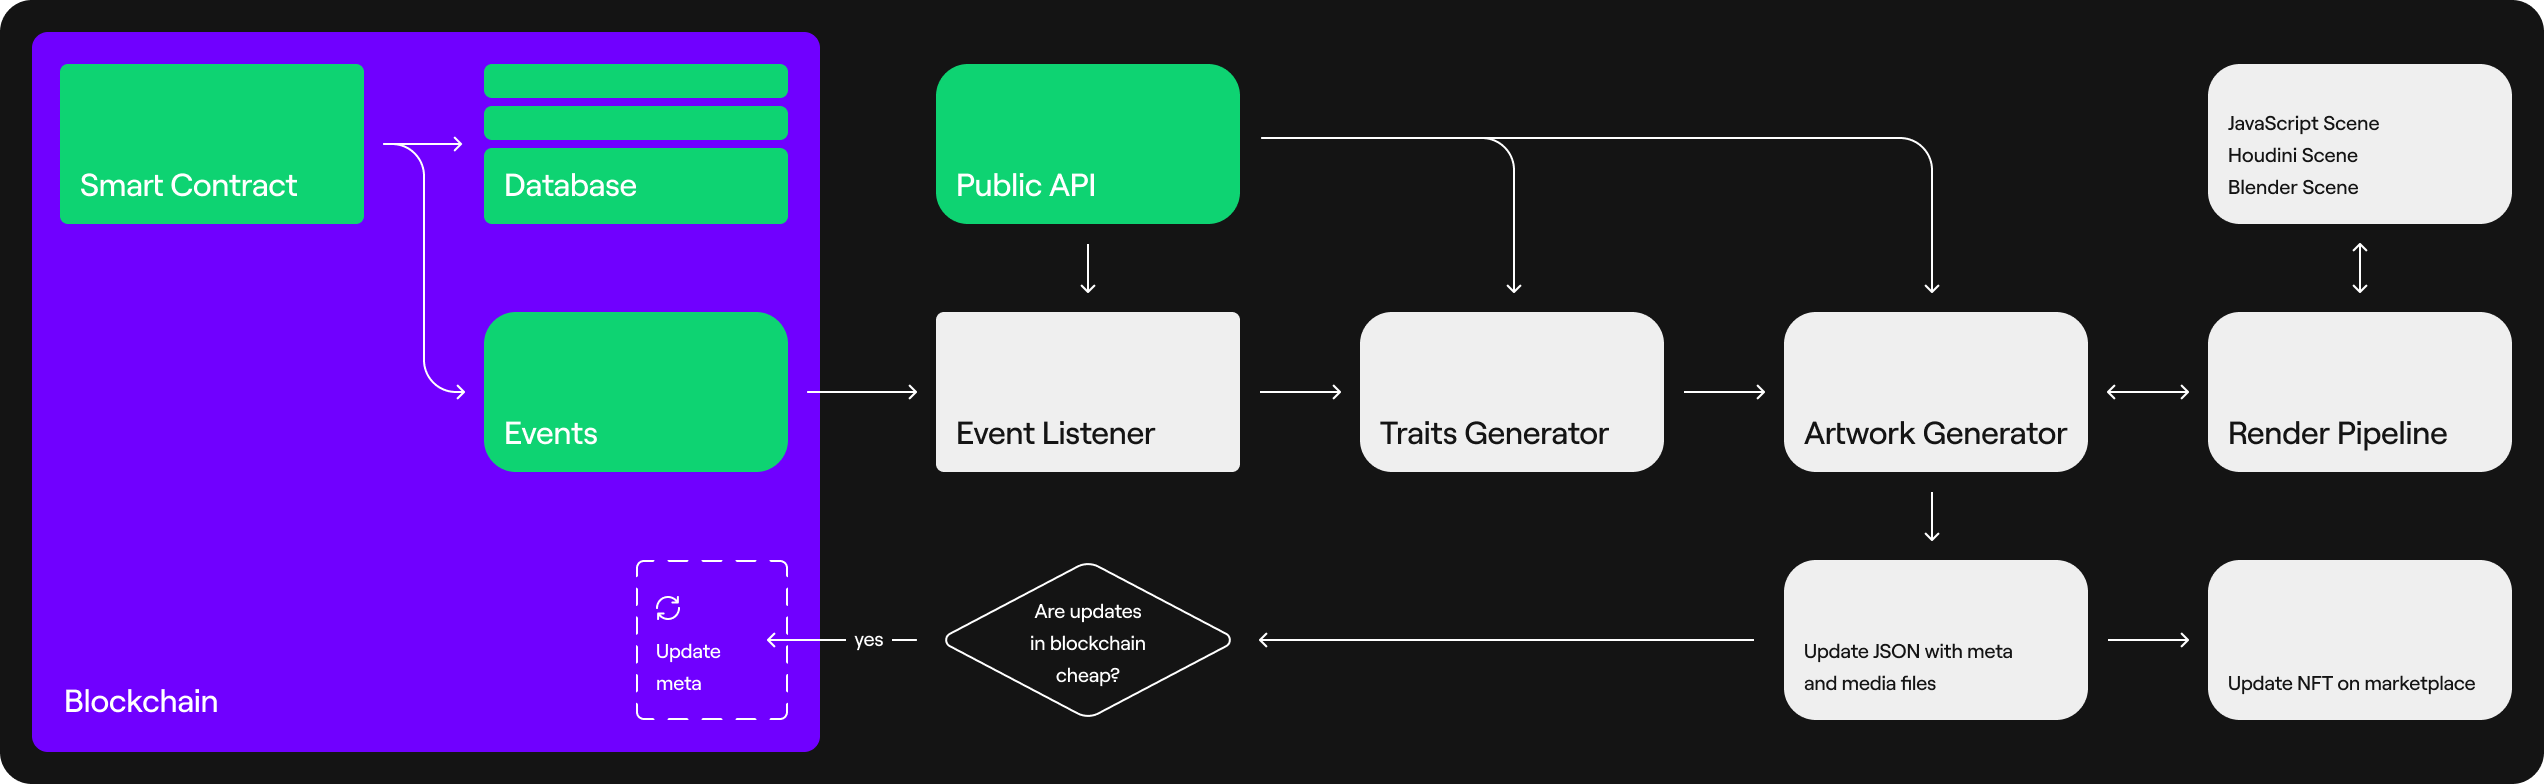 Smart Contract
Database
Public API
JavaScript Scene
Houdini Scene
Blender Scene
Events
Event Listener
Traits Generator
Artwork Generator
Render Pipeline
Update
meta
yes
Are updates
in blockchain
cheap?
Update JSON with meta
and media files
Update NFT on marketplace
Blockchain